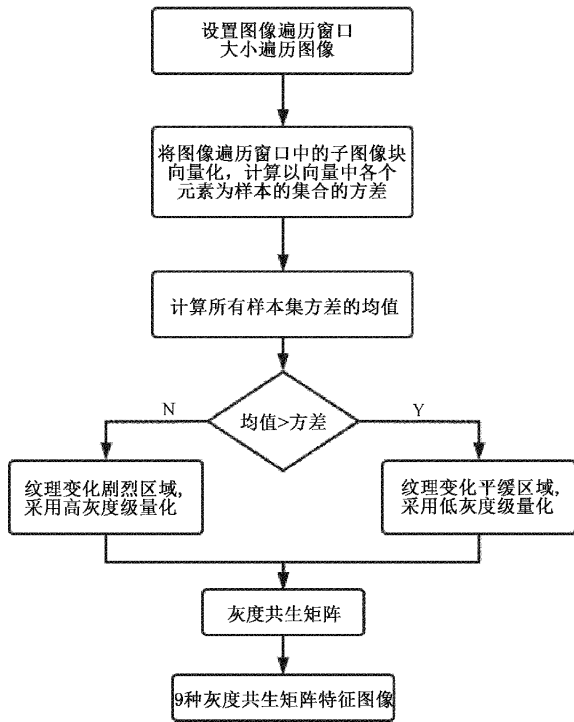 设置图像遍历窗口
大小遍历图像
将图像遍历窗口中的子图像块
向量化，计算以向量中各个
元素为样本的集合的方差
计算所有样本集方差的均值
均值>方差
N
Y
纹理变化剧烈区域,
采用高灰度级量化
纹理变化平缓区域,
采用低灰度级量化
灰度共生矩阵
9种灰度共生矩阵特征图像